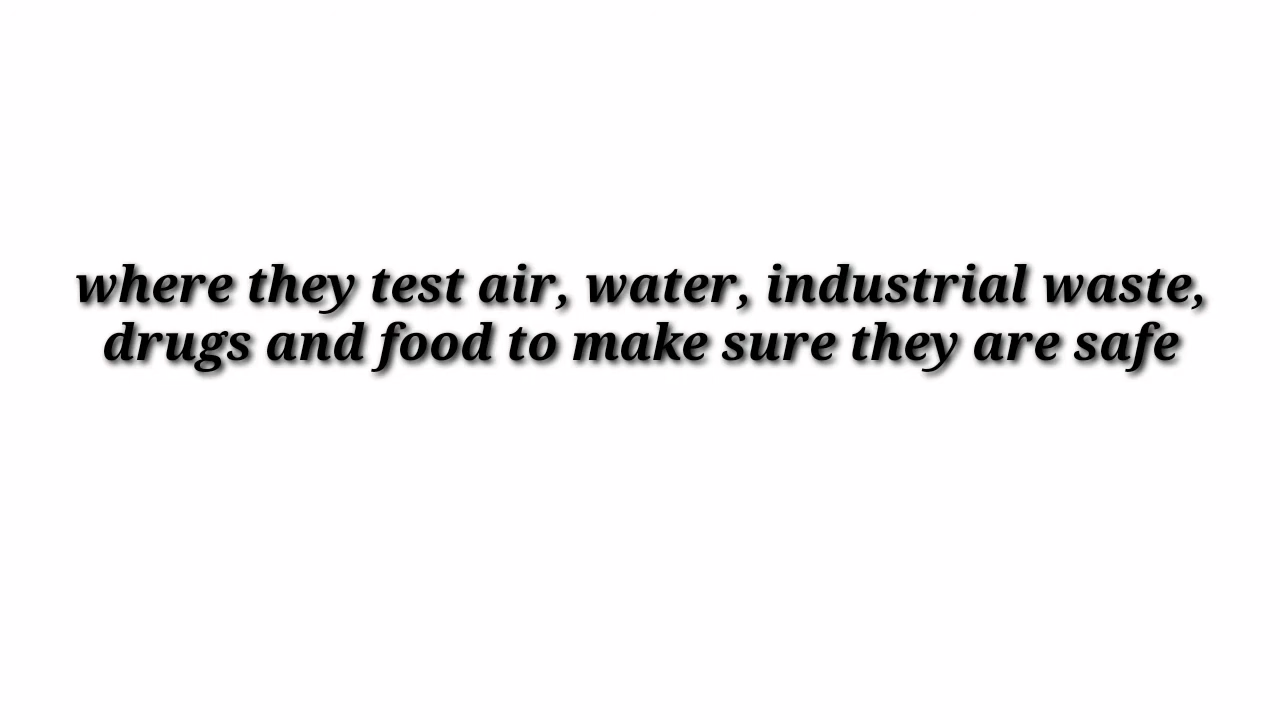 where they test air, water, industrial waste,
drugs and food to make sure they are safe